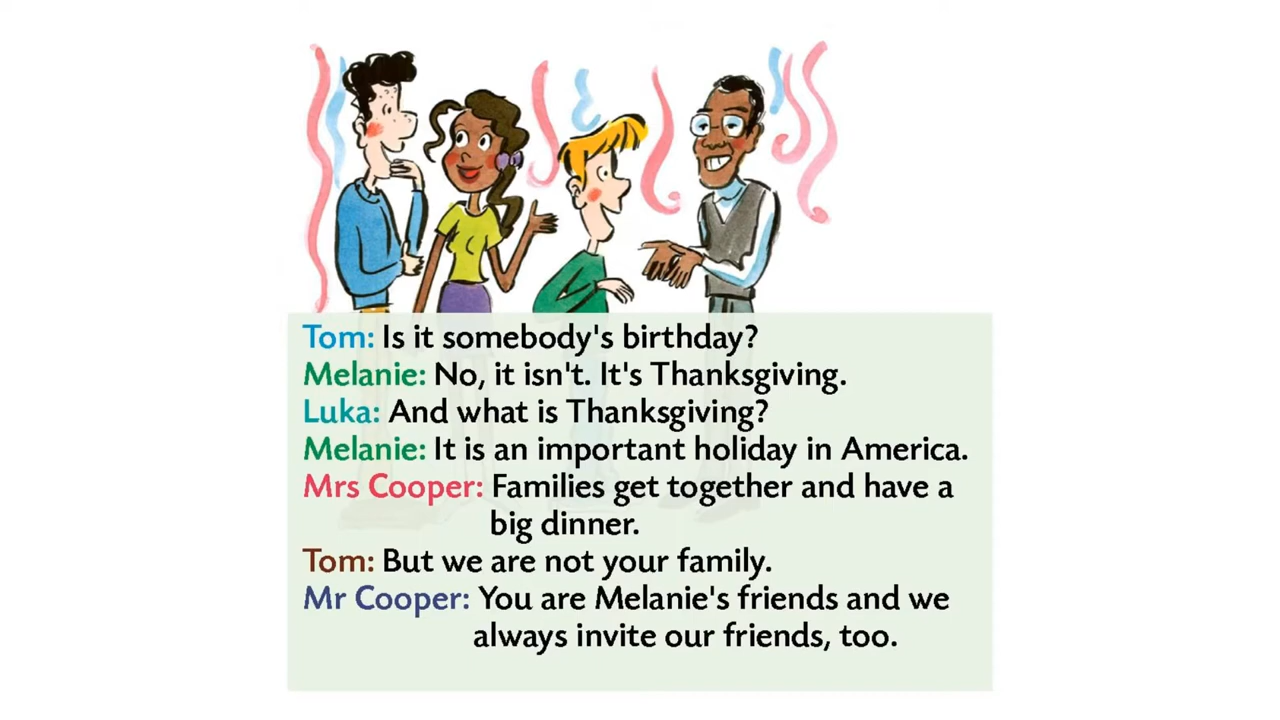 Tom: Is it somebody's birthday?
Melanie: No, it isn't. It's Thanksgiving.
Luka: And what is Thanksgiving?
Melanie: It is an important holiday in America.
Mrs Cooper: Families get together and have a
big dinner.
Tom: But we are not your family.
Mr Cooper: You are Melanie's friends and we
always invite our friends, too.